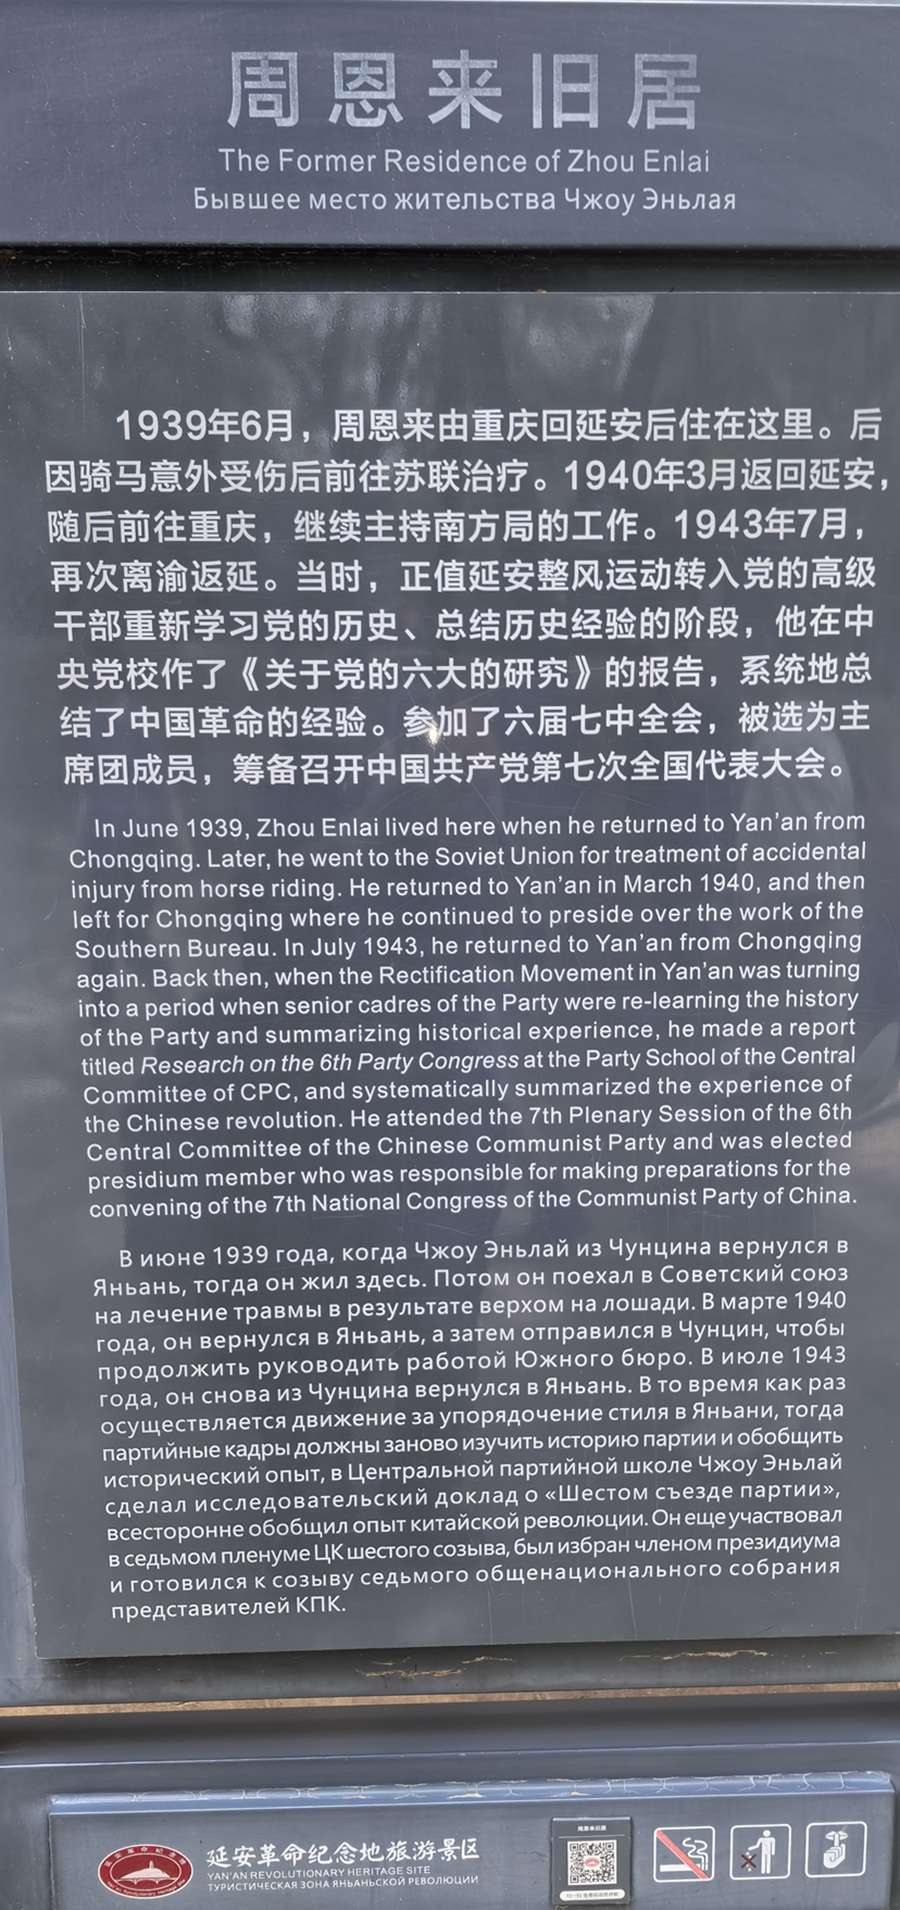 周恩来旧居
The Former Residence of Zhou Enlai
Бывшее место жительства Чжоу Эньлая
1939年6月，周恩来由重庆回延安后住在这里。后
因骑马意外受伤后前往苏联治疗。1940年3月返回延安，
随后前往重庆，继续主持南方局的工作。1943年7月，
再次离渝返延。当时，正值延安整风运动转入党的高级
干部重新学习党的历史、总结历史经验的阶段，他在中
央党校作了《关于党的六大的研究》的报告，系统地总
结了中国革命的经验。参加了六届七中全会，被选为主
席团成员，筹备召开中国共产党第七次全国代表大会。
In June 1939, Zhou Enlai lived here when he returned to Yan'an from
Chongqing. Later, he went to the Soviet Union for treatment of accidental
injury from horse riding. He returned to Yan'an in March 1940, and then
left for Chongqing where he continued to preside over the work of the
Southern Bureau. In July 1943, he returned to Yan'an from Chongqing
again. Back then, when the Rectification Movement in Yan'an was turning
into a period when senior cadres of the Party were re-learning the history
of the Party and summarizing historical experience, he made a report
titled Research on the 6th Party Congress at the Party School of the Central
Committee of CPC, and systematically summarized the experience of
the Chinese revolution. He attended the 7th Plenary Session of the 6th
Central Committee of the Chinese Communist Party and was elected
presidium member who was responsible for making preparations for the
convening of the 7th National Congress of the Communist Party of China.
В июне 1939 года, когда Чжоу Эньлай из Чунцина вернулся в
Яньань, тогда он жил здесь. Потом он поехал в Советский союз
на лечение травмы в результате верхом на лошади. В марте 1940
года, он вернулся в Яньань, а затем отправился в Чунцин, чтобы
продолжить руководить работой Южного бюро. В июле 1943
года, он снова из Чунцина вернулся в Яньань. В то время как раз
осуществляется движение за упорядочение стиля в Яньани, тогда
партийные кадры должны заново изучить историю партии и обобщить
исторический опыт, в Центральной партийной школе Чжоу Эньлай
сделал исследовательский доклад о «Шестом съезде партии»,
всесторонне обобщил опыт китайской революции. Он еще участвовал
в седьмом пленуме ЦК шестого созыва, был избран членом президиума
и готовился к созыву седьмого общенационального собрания
представителей КПК.
延安革命纪念地旅游景区
YAN'AN REVOLUTIONARY HERITAGE SITE
ТУРИСТИЧЕСКАЯ ЗОНА ЯНЬАНЬСКОЙ РЕВОЛЮЦИИ
周恩来旧居